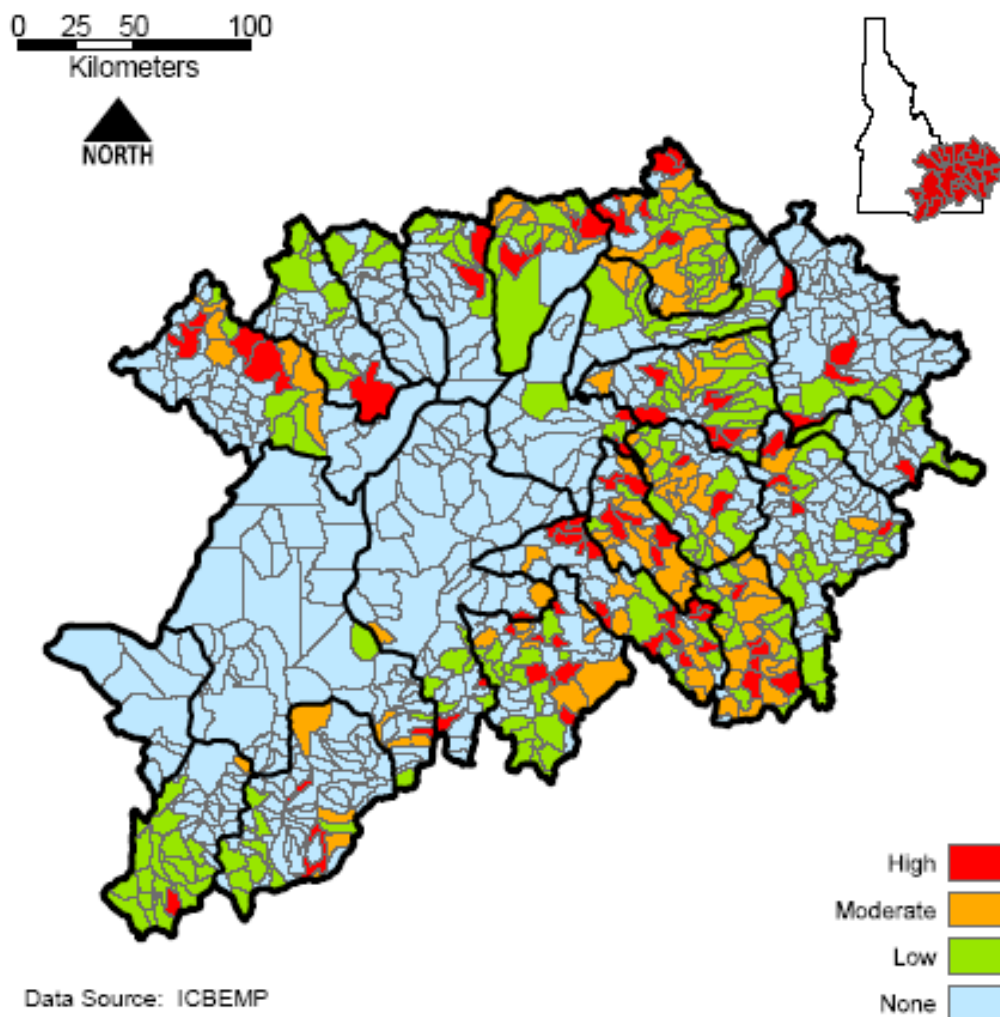 0 25 50 100
Kilometers
NORTH
High
Moderate
Low
Data Source: ICBEMP
None